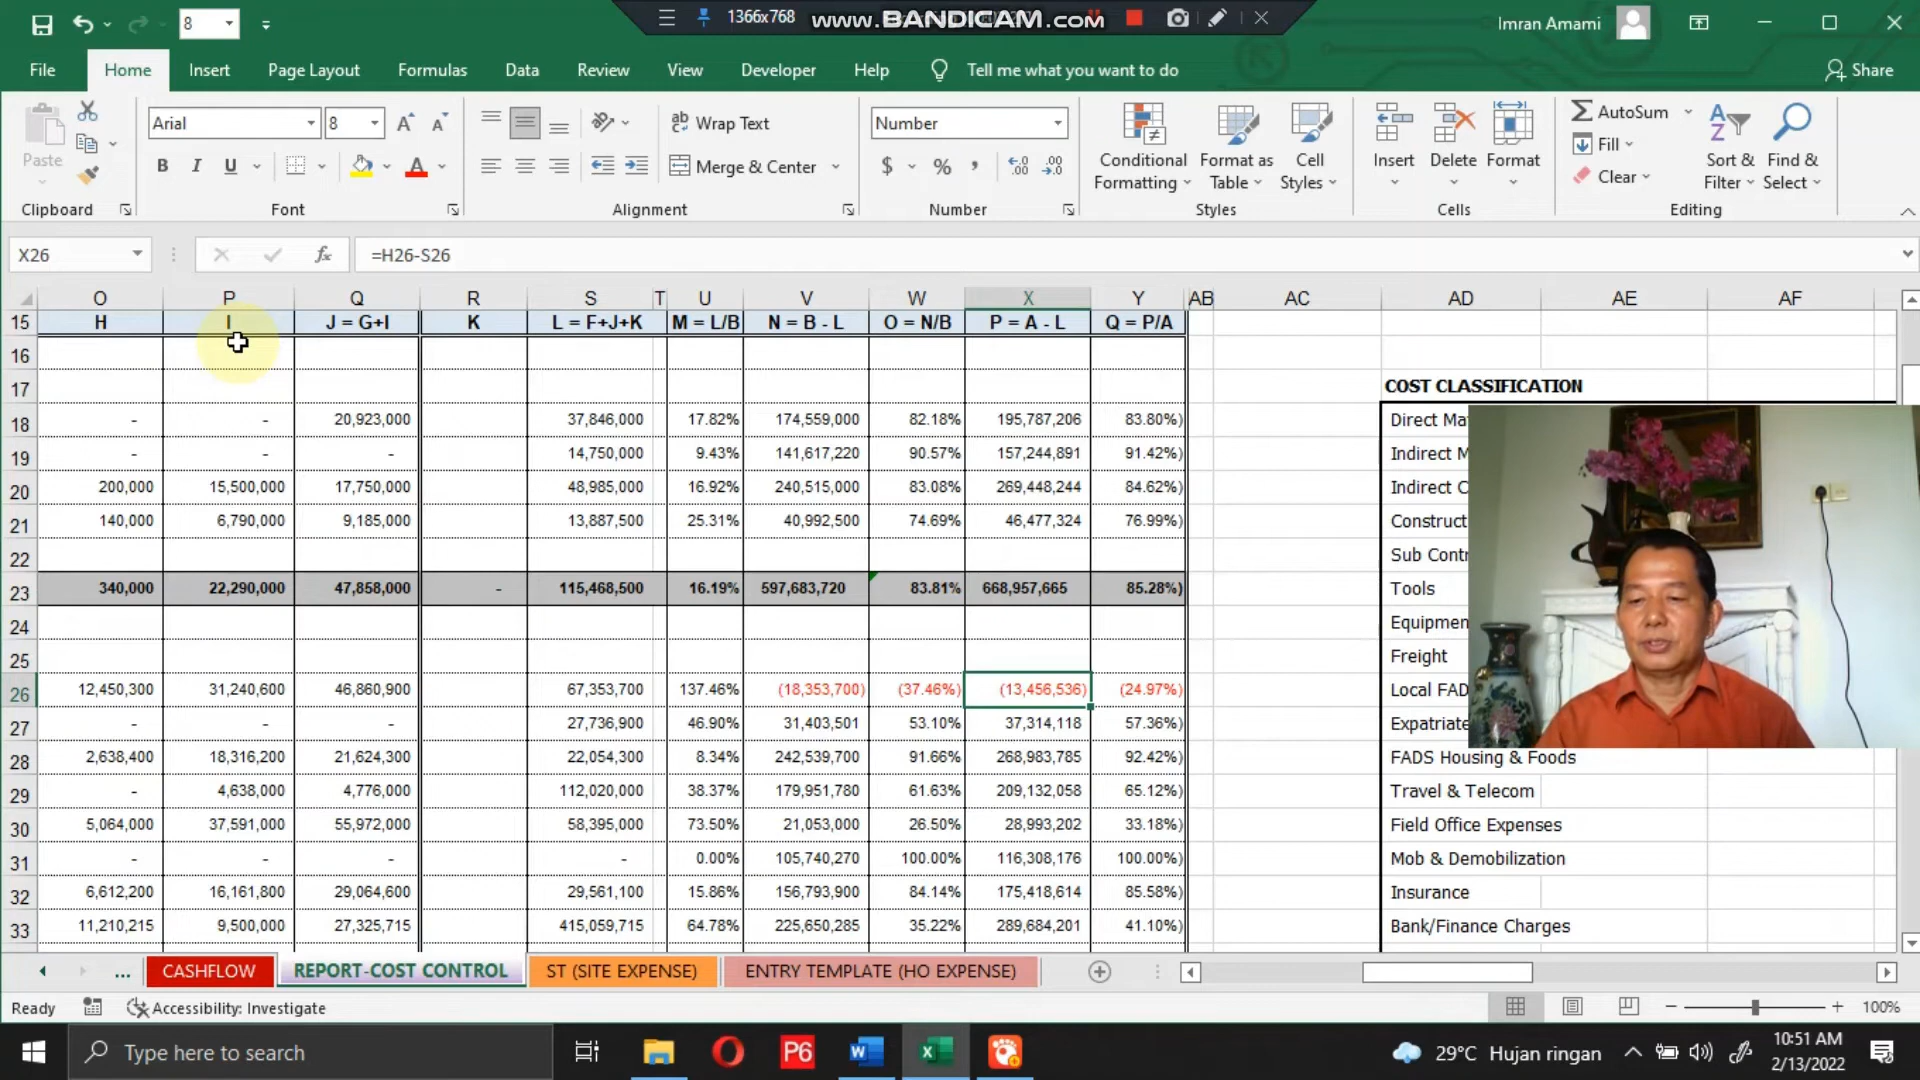 8
1366x768
www.BANDICAM.com
Imran Amami
File
Home
Insert
Page Layout
Formulas
Data
Review
View
Developer
Help
Tell me what you want to do
Share
Paste
Clipboard
Arial
8
B I U
Font
Wrap Text
Merge & Center
Alignment
Number
$ % ,
Number
Conditional Formatting
Format as Table
Cell Styles
Styles
Insert
Delete
Format
Cells
AutoSum
Fill
Clear
Sort & Filter
Find & Select
Editing
X26
fx
=H26-S26
O P Q R S T U V W X Y AB AC AD AE AF
15 H I J = G+I K L = F+J+K M = L/B N = B - L O = N/B P = A - L Q = P/A
16
17 COST CLASSIFICATION
18 - - 20,923,000 37,846,000 17.82% 174,559,000 82.18% 195,787,206 83.80%) Direct Ma
19 - - - 14,750,000 9.43% 141,617,220 90.57% 157,244,891 91.42%) Indirect M
20 200,000 15,500,000 17,750,000 48,985,000 16.92% 240,515,000 83.08% 269,448,244 84.62%) Indirect C
21 140,000 6,790,000 9,185,000 13,887,500 25.31% 40,992,500 74.69% 46,477,324 76.99%) Construct
22 Sub Contr
23 340,000 22,290,000 47,858,000 - 115,468,500 16.19% 597,683,720 83.81% 668,957,665 85.28%) Tools
24 Equipmen
25 Freight
26 12,450,300 31,240,600 46,860,900 67,353,700 137.46% (18,353,700) (37.46%) (13,456,536) (24.97%) Local FAD
27 - - - 27,736,900 46.90% 31,403,501 53.10% 37,314,118 57.36%) Expatriate
28 2,638,400 18,316,200 21,624,300 22,054,300 8.34% 242,539,700 91.66% 268,983,785 92.42%) FADS Housing & Foods
29 - 4,638,000 4,776,000 112,020,000 38.37% 179,951,780 61.63% 209,132,058 65.12%) Travel & Telecom
30 5,064,000 37,591,000 55,972,000 58,395,000 73.50% 21,053,000 26.50% 28,993,202 33.18%) Field Office Expenses
31 - - - - 0.00% 105,740,270 100.00% 116,308,176 100.00%) Mob & Demobilization
32 6,612,200 16,161,800 29,064,600 29,561,100 15.86% 156,793,900 84.14% 175,418,614 85.58%) Insurance
33 11,210,215 9,500,000 27,325,715 415,059,715 64.78% 225,650,285 35.22% 289,684,201 41.10%) Bank/Finance Charges
... CASHFLOW REPORT-COST CONTROL ST (SITE EXPENSE) ENTRY TEMPLATE (HO EXPENSE)
Ready Accessibility: Investigate 100%
Type here to search
P6
W
29°C Hujan ringan
10:51 AM
2/13/2022